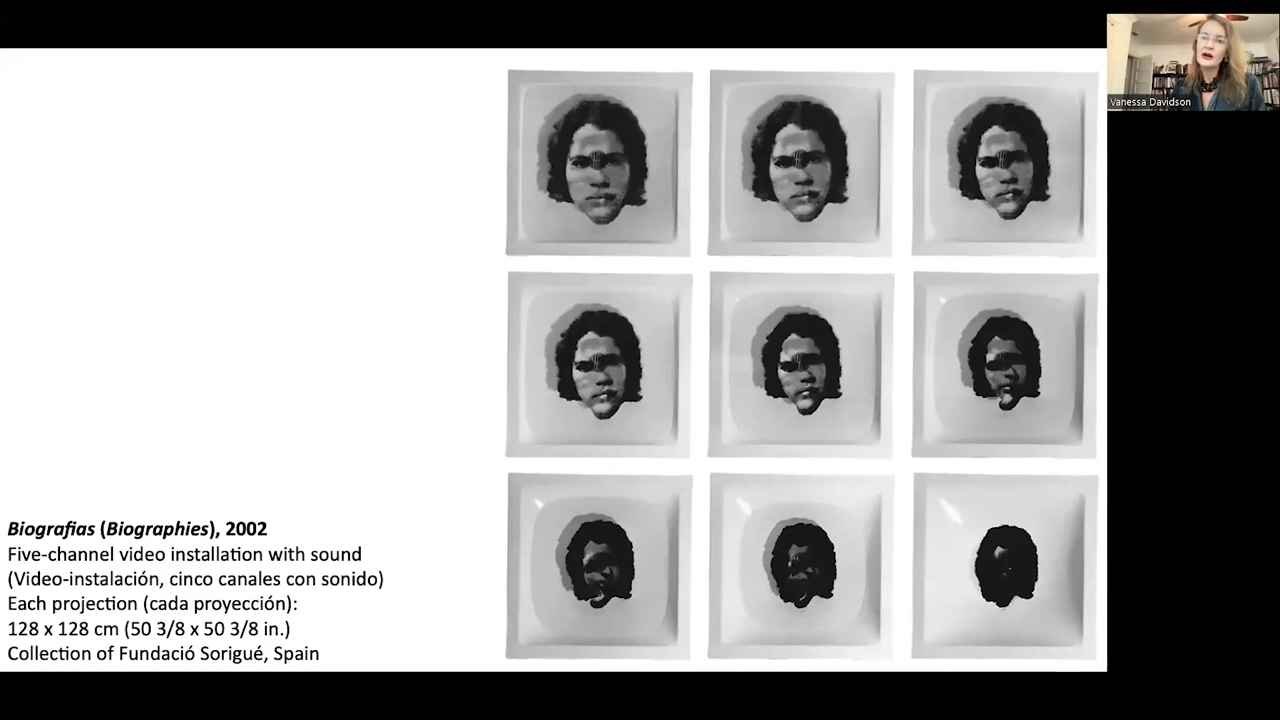 Vanessa Davidson
Biografias (Biographies), 2002
Five-channel video installation with sound
(Video-instalación, cinco canales con sonido)
Each projection (cada proyección):
128 x 128 cm (50 3/8 x 50 3/8 in.)
Collection of Fundació Sorigué, Spain